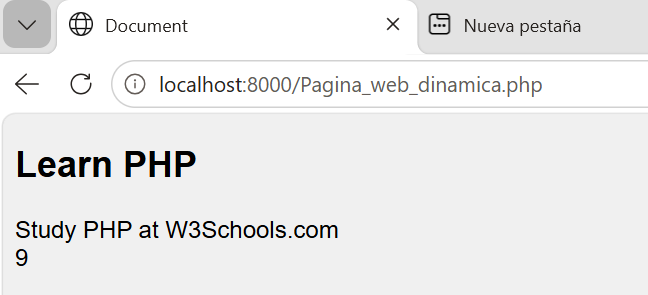 Document
Nueva pestaña
localhost:8000/Pagina_web_dinamica.php
Learn PHP
Study PHP at W3Schools.com
9